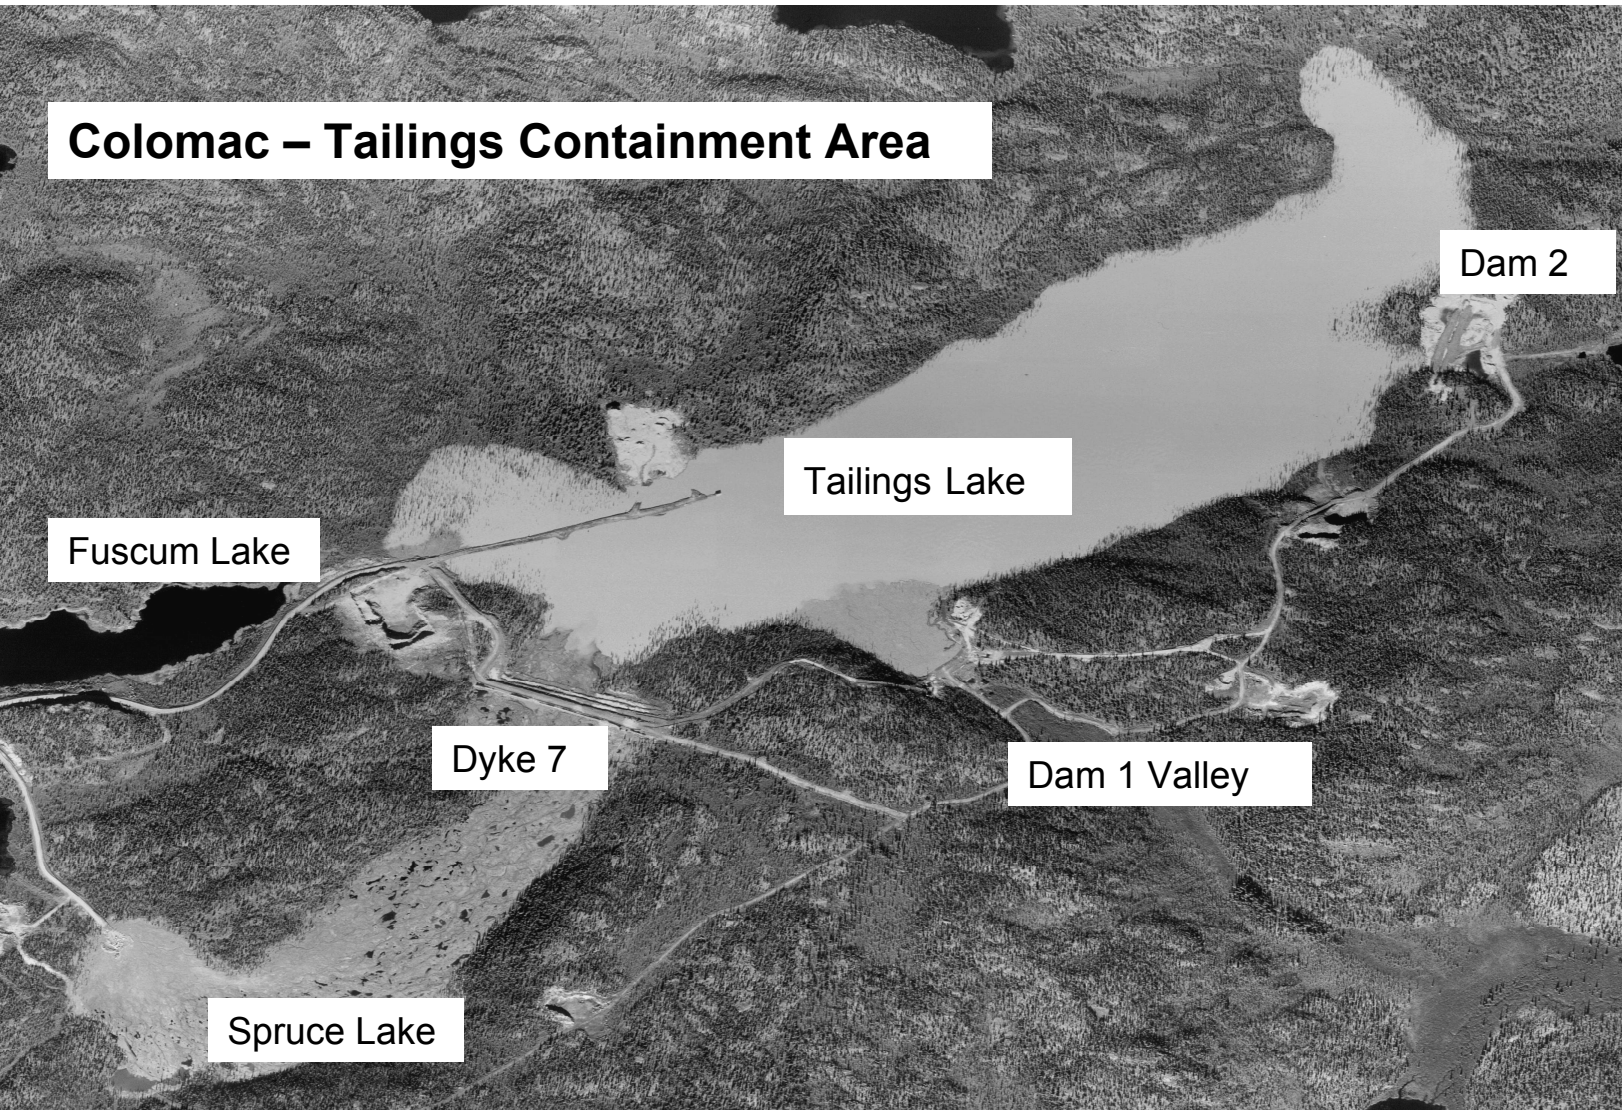 Colomac – Tailings Containment Area
Dam 2
Tailings Lake
Fuscum Lake
Dyke 7
Dam 1 Valley
Spruce Lake